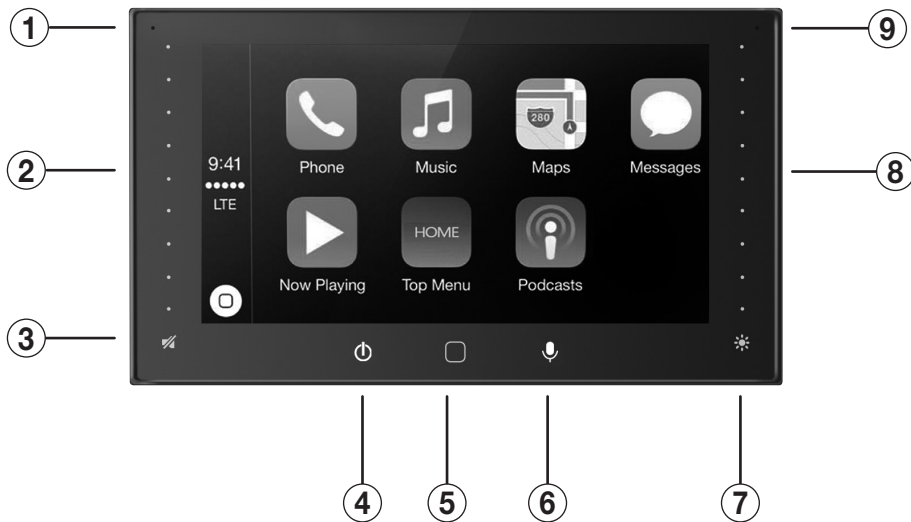 1
9
280
Phone
Music
Maps
Messages
9:41
2
8
LTE
HOME
Now Playing
Top Menu
Podcasts
3
4
5
6
7